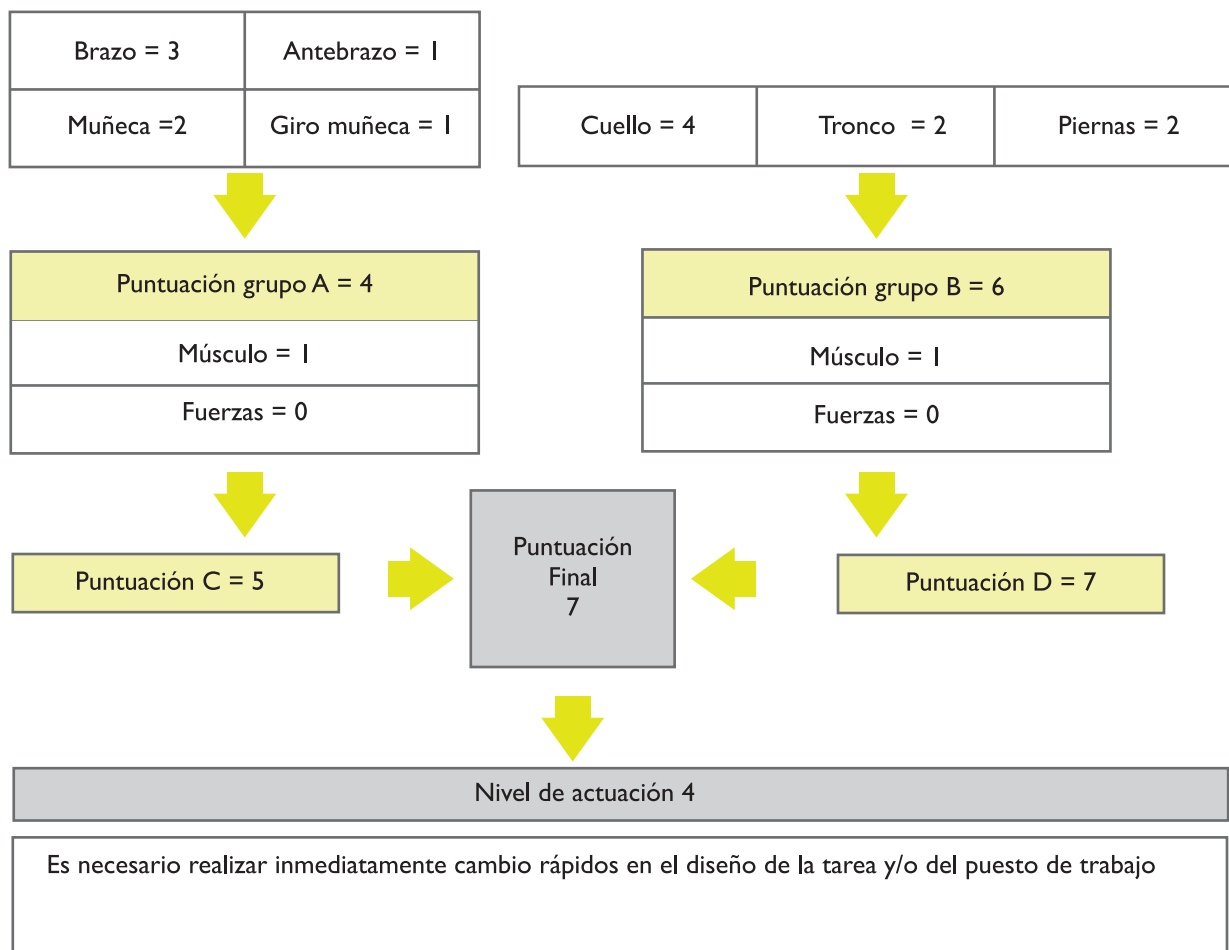 Brazo = 3
Antebrazo = 1
Muñeca =2
Giro muñeca = 1
Cuello = 4
Tronco = 2
Piernas = 2
Puntuación grupo A = 4
Músculo = 1
Fuerzas = 0
Puntuación grupo B = 6
Músculo = 1
Fuerzas = 0
Puntuación C = 5
Puntuación
Final
7
Puntuación D = 7
Nivel de actuación 4
Es necesario realizar inmediatamente cambio rápidos en el diseño de la tarea y/o del puesto de trabajo